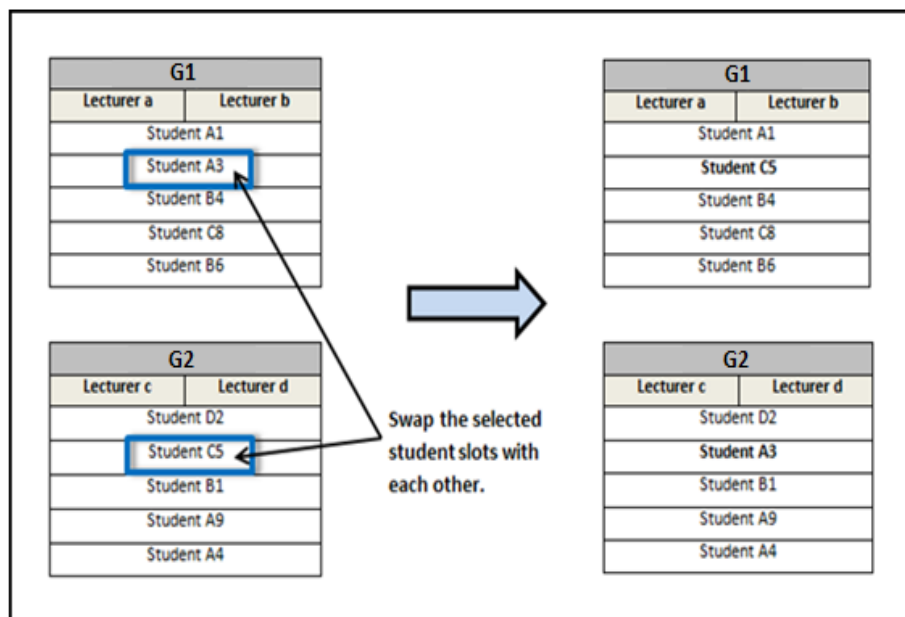 G1
Lecturer a Lecturer b
Student A1
Student A3
Student B4
Student C8
Student B6
G2
Lecturer c Lecturer d
Student D2
Student C5
Student B1
Student A9
Student A4
Swap the selected
student slots with
each other.
G1
Lecturer a Lecturer b
Student A1
Student C5
Student B4
Student C8
Student B6
G2
Lecturer c Lecturer d
Student D2
Student A3
Student B1
Student A9
Student A4